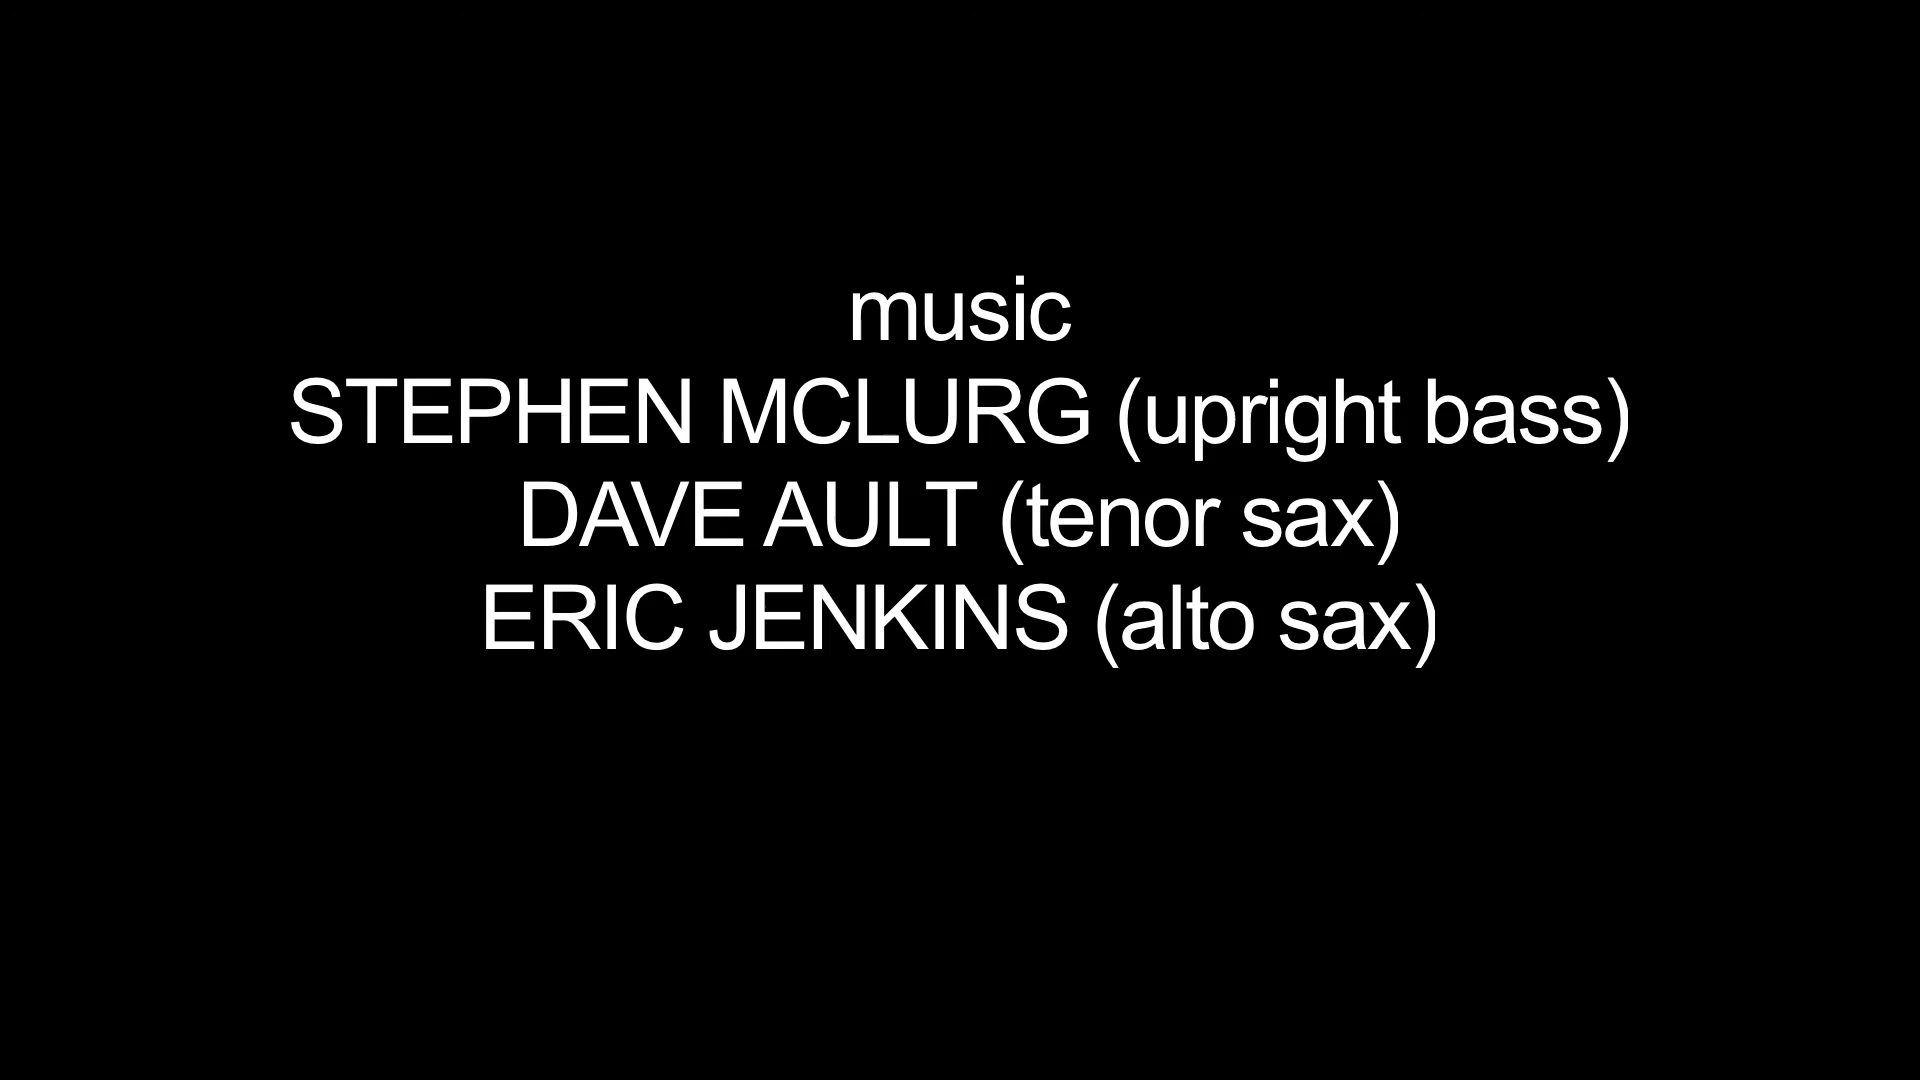 music
STEPHEN MCLURG (upright bass)
DAVE AULT (tenor sax)
ERIC JENKINS (alto sax)